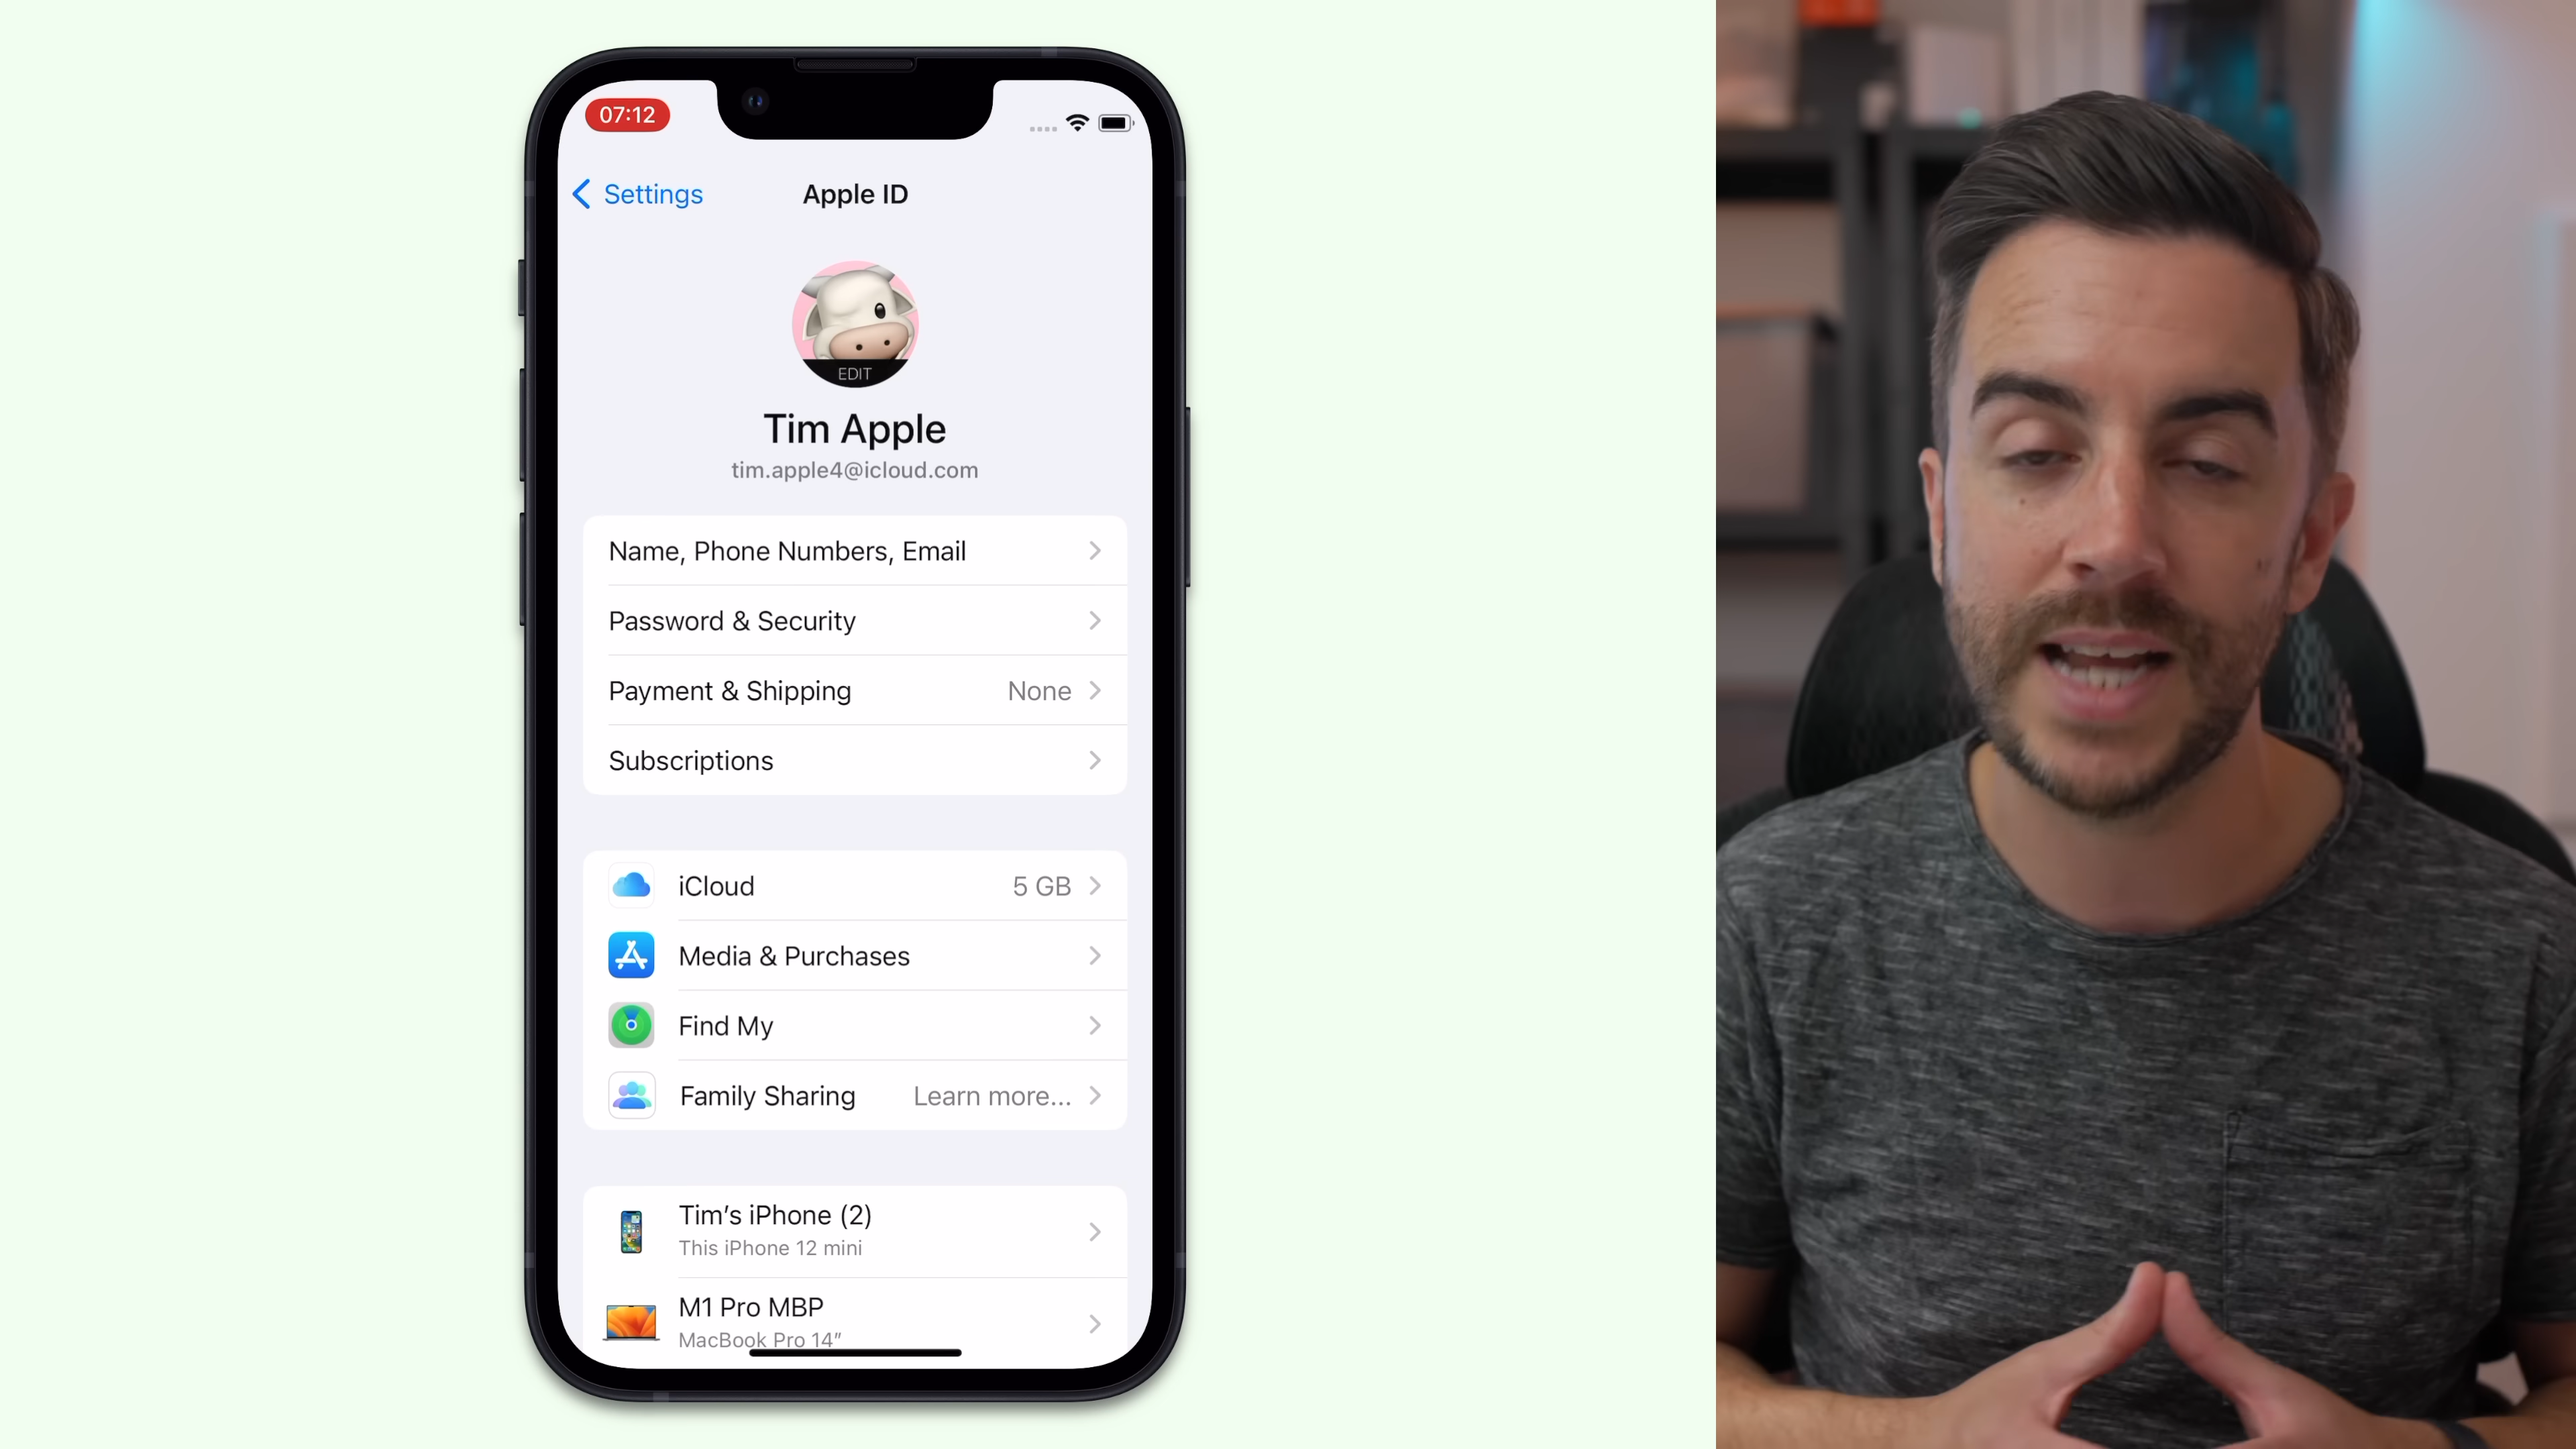 07:12
Settings
Apple ID
EDIT
Tim Apple
tim.apple4@icloud.com
Name, Phone Numbers, Email
Password & Security
Payment & Shipping None
Subscriptions
iCloud 5 GB
Media & Purchases
Find My
Family Sharing Learn more...
Tim's iPhone (2)
This iPhone 12 mini
M1 Pro MBP
MacBook Pro 14"